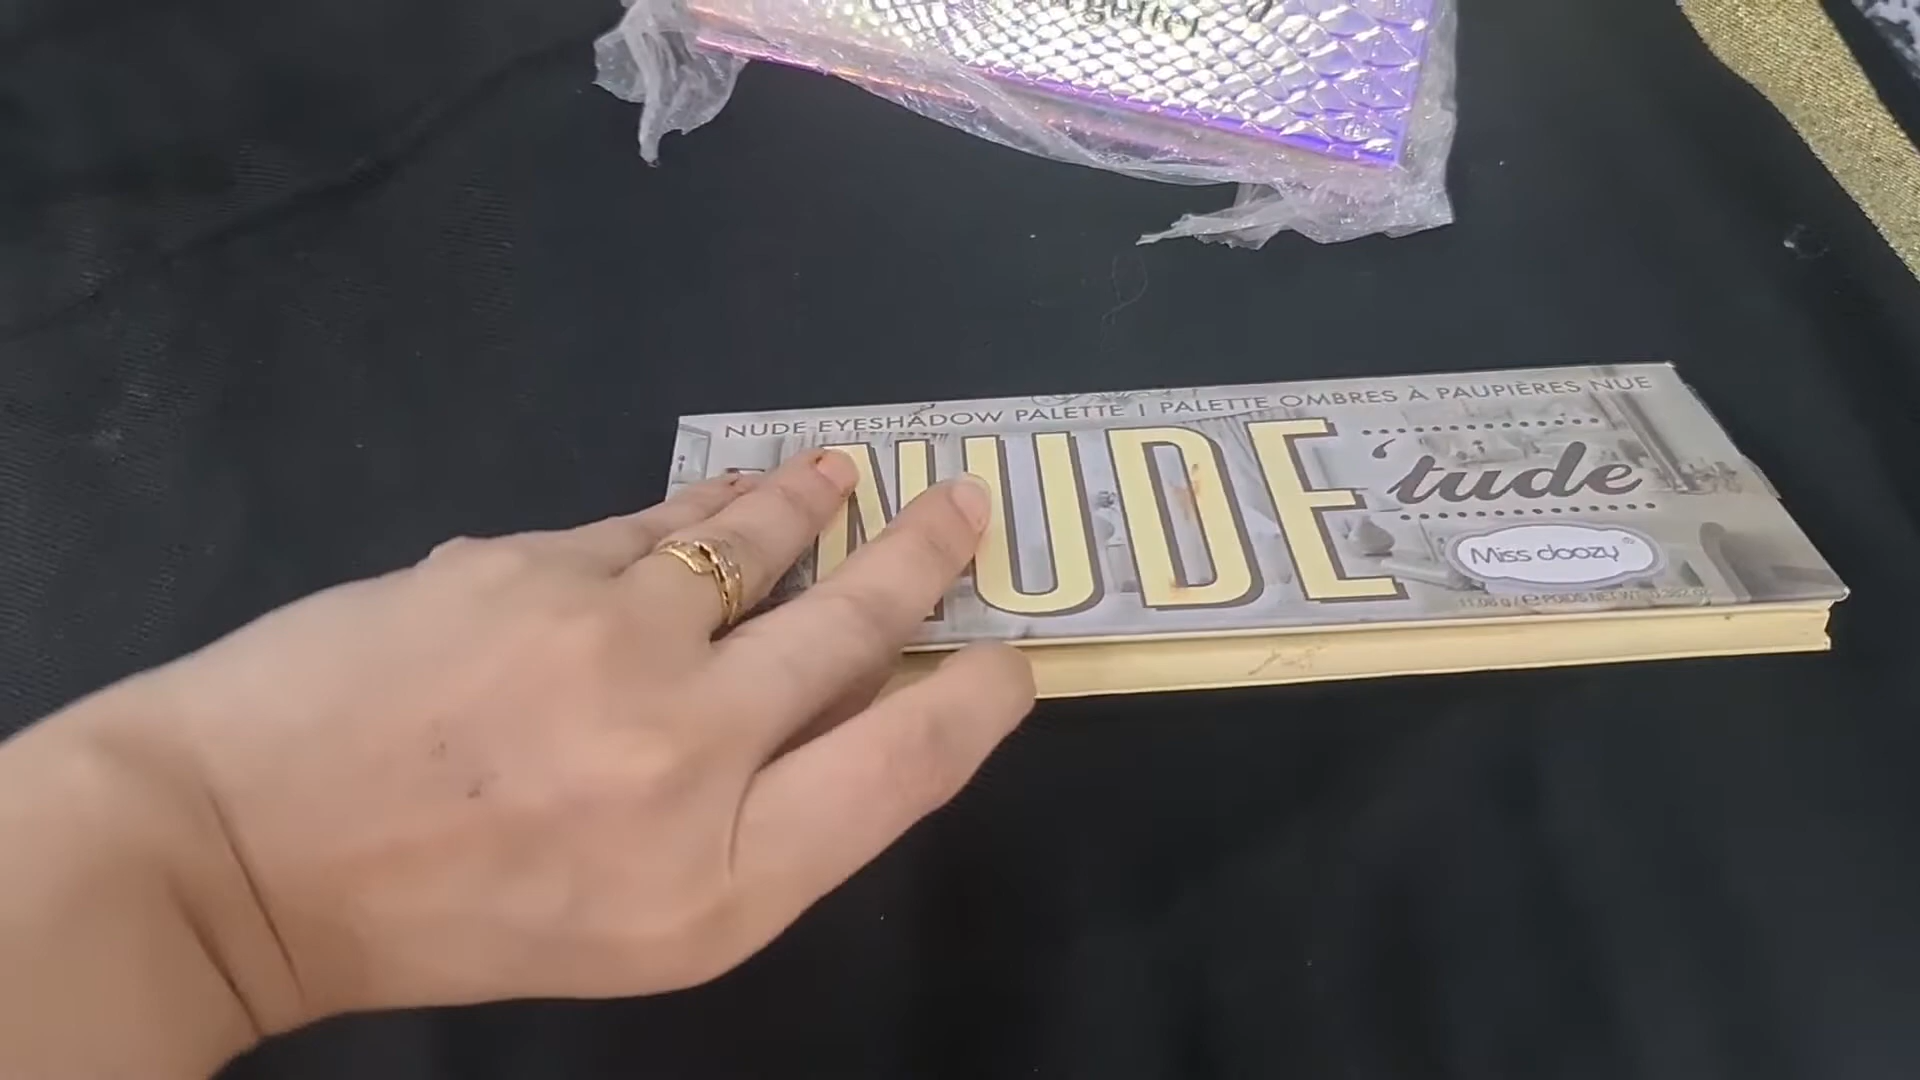 NUDE EYESHADOW PALETTE | PALETTE OMBRES À PAUPIÈRES NUE
NUDE
'tude
Miss doozy